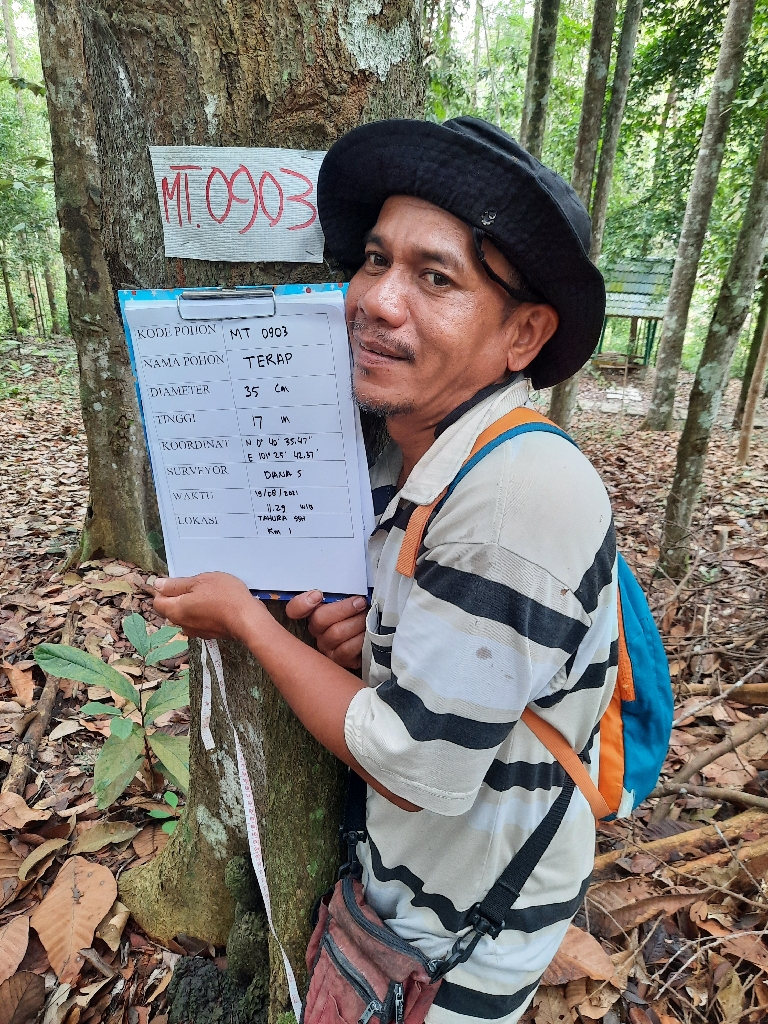 MT.0903
KODE POHON MT 0903
NAMA POHON TERAP
DIAMETER 35 Cm
TINGGI 17 m
KOORDINAT N 0° 40' 35.47"
E 101° 25' 42.37'
SURVEYOR DANA S
WAKTU 19/08/2021
11.29 WIB
LOKASI TAHURA SSH
Km 1